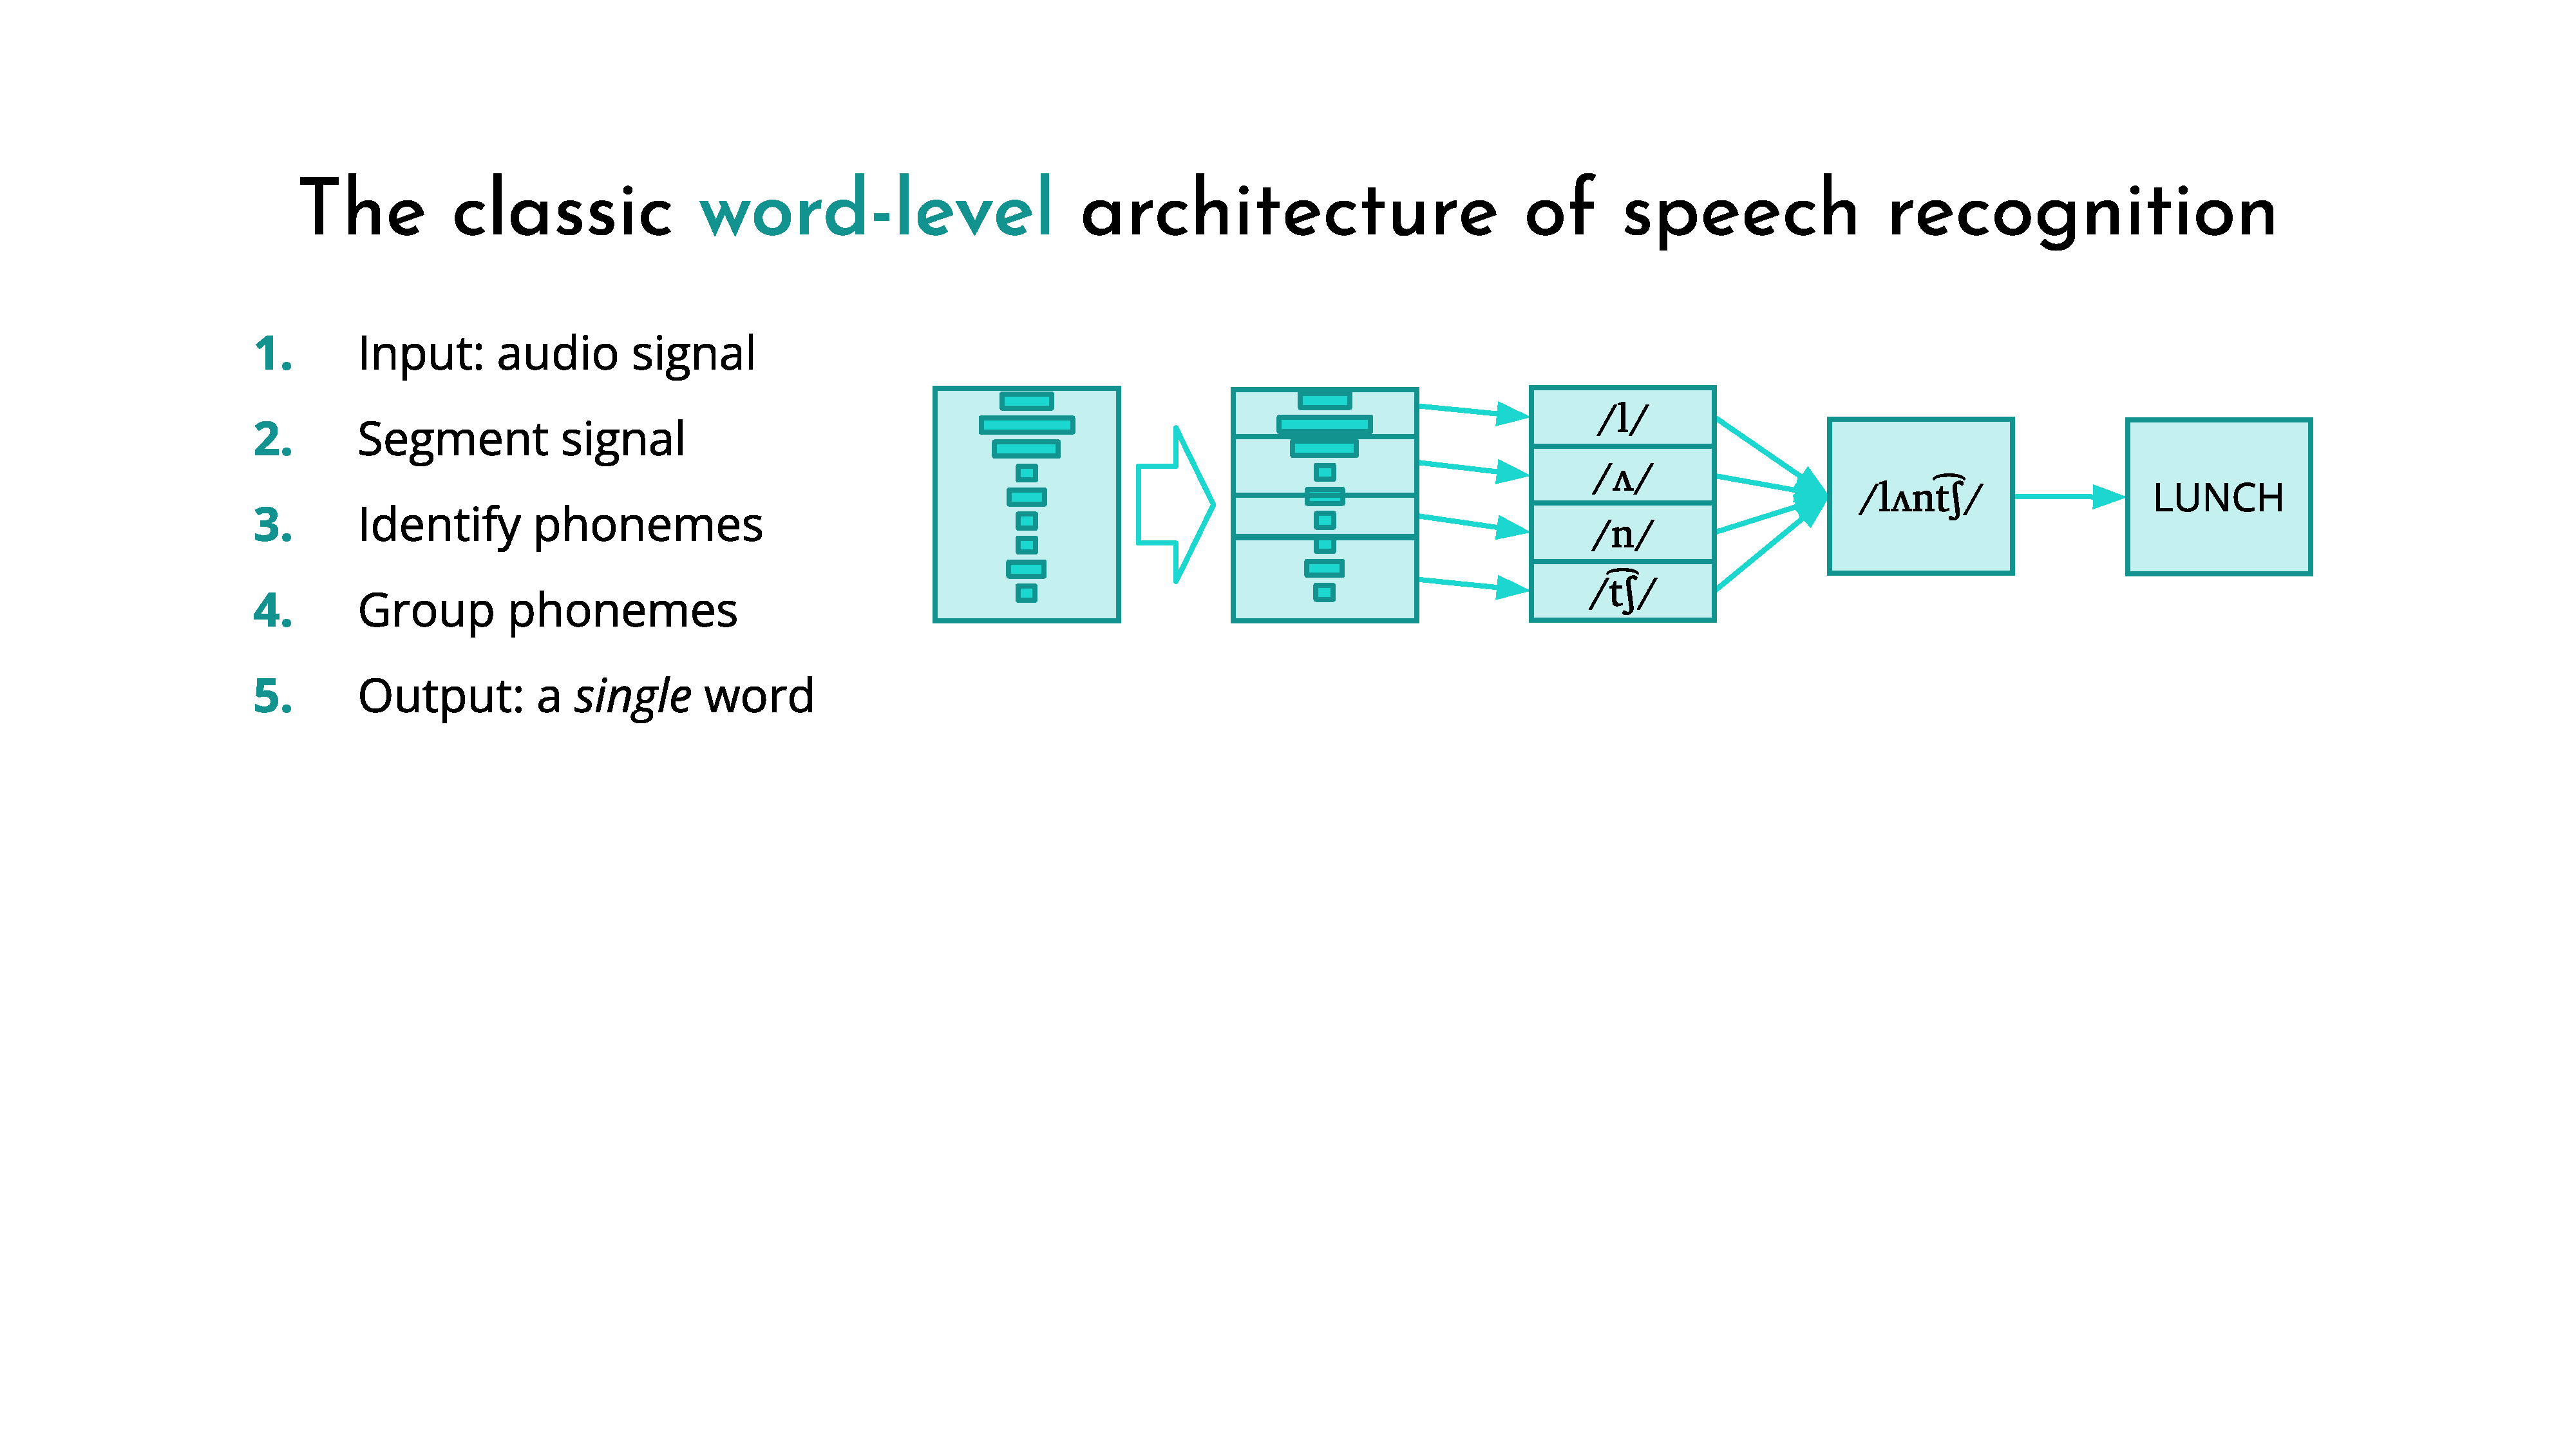 The classic word-level architecture of speech recognition
1. Input: audio signal
2. Segment signal
3. Identify phonemes
4. Group phonemes
5. Output: a single word
/l/
/ʌ/
/n/
/t͡ʃ/
/lʌnt͡ʃ/
LUNCH